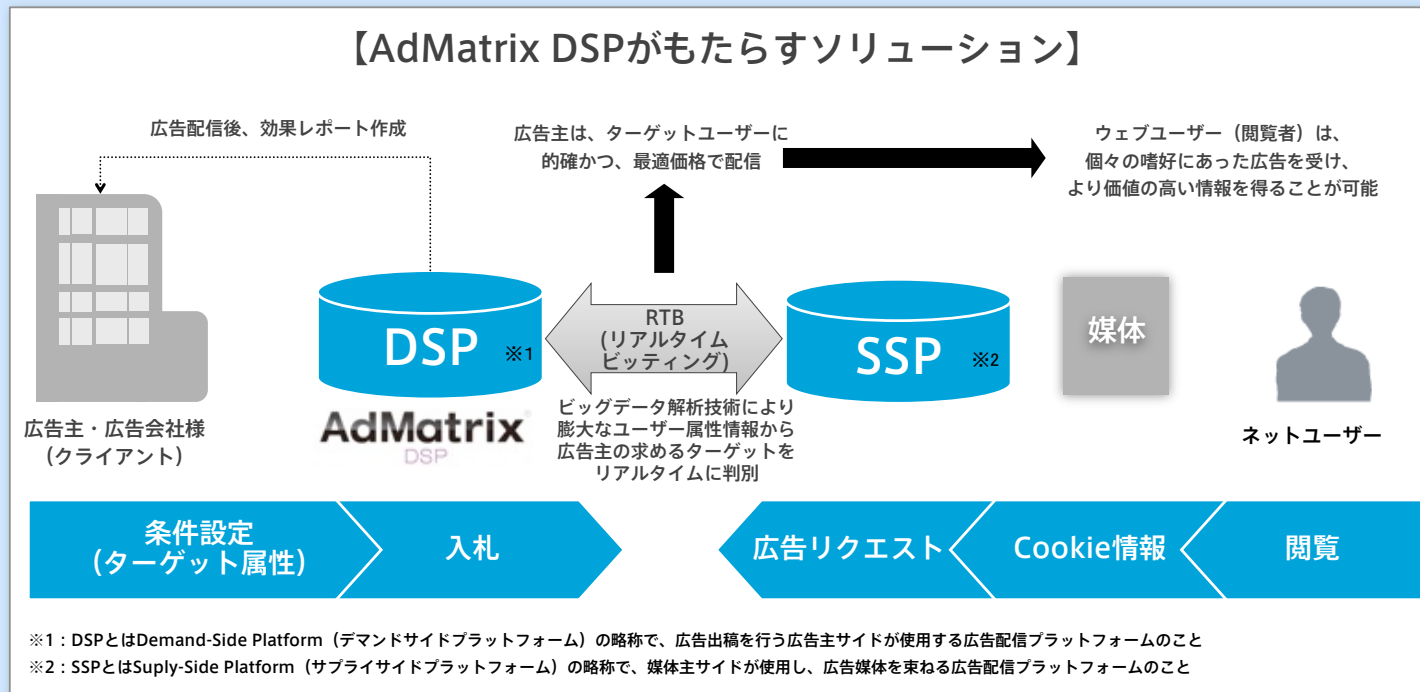 【AdMatrix DSPがもたらすソリューション】
広告配信後、効果レポート作成
広告主は、ターゲットユーザーに
的確かつ、最適価格で配信
ウェブユーザー（閲覧者）は、
個々の嗜好にあった広告を受け、
より価値の高い情報を得ることが可能
DSP ※1
RTB
(リアルタイム
ビッティング)
SSP ※2
媒体
AdMatrix
DSP
広告主・広告会社様
（クライアント）
ビッグデータ解析技術により
膨大なユーザー属性情報から
広告主の求めるターゲットを
リアルタイムに判別
ネットユーザー
条件設定
(ターゲット属性)
入札
広告リクエスト
Cookie情報
閲覧
※1：DSPとはDemand-Side Platform（デマンドサイドプラットフォーム）の略称で、広告出稿を行う広告主サイドが使用する広告配信プラットフォームのこと
※2：SSPとはSuply-Side Platform（サプライサイドプラットフォーム）の略称で、媒体主サイドが使用し、広告媒体を束ねる広告配信プラットフォームのこと